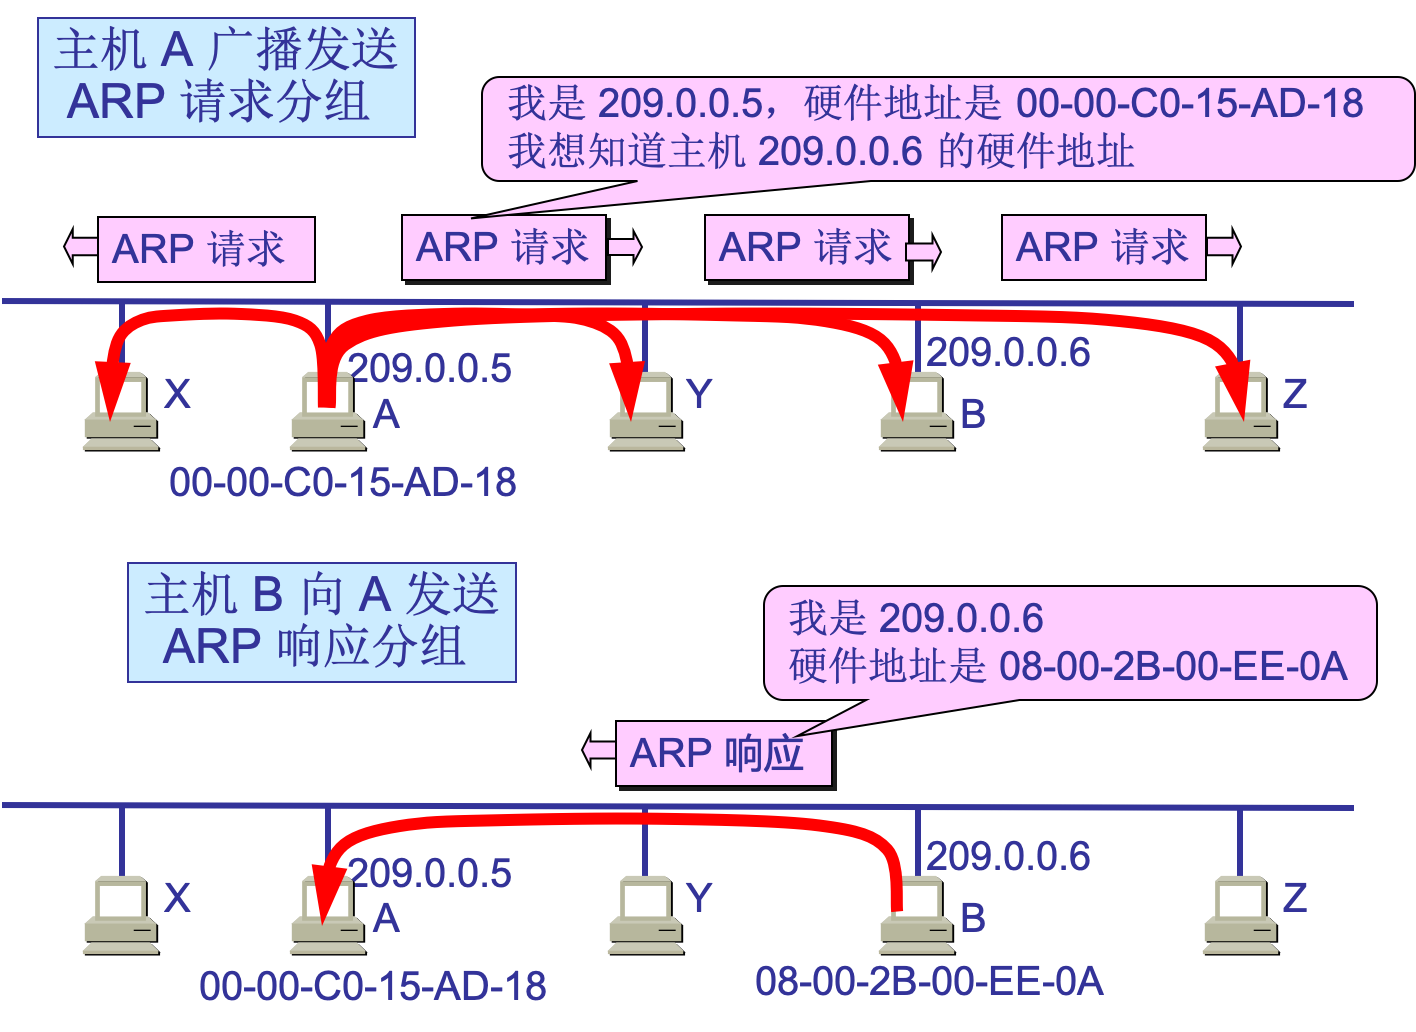 主机 A 广播发送
ARP 请求分组
我是 209.0.0.5，硬件地址是 00-00-C0-15-AD-18
我想知道主机 209.0.0.6 的硬件地址
ARP 请求
ARP 请求
ARP 请求
ARP 请求
209.0.0.5
209.0.0.6
X
A
Y
B
Z
00-00-C0-15-AD-18
主机 B 向 A 发送
ARP 响应分组
我是 209.0.0.6
硬件地址是 08-00-2B-00-EE-0A
ARP 响应
209.0.0.5
209.0.0.6
X
A
Y
B
Z
00-00-C0-15-AD-18
08-00-2B-00-EE-0A